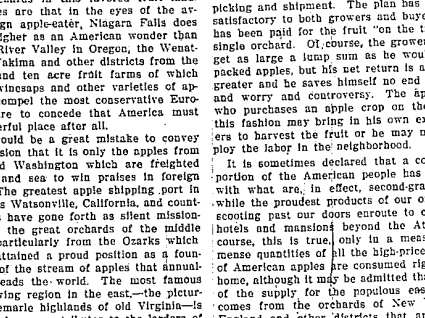 es are that in the eyes of the av-
ign apple-eater, Niagara Falls does
igher as an American wonder than
River Valley in Oregon, the Wenat-
Yakima and other districts from the
and ten acre fruit farms of which
winesaps and other varieties of ap-
compel the most conservative Euro-
re to concede that America must
erful place after all.
ould be a great mistake to convey
sion that it is only the apples from
d Washington which are freighted
and sea to win praises in foreign
The greatest apple shipping port in
s Watsonville, California, and count-
s have gone forth as silent mission-
the great orchards of the middle
particularly from the Ozarks which
attained a proud position as a foun-
of the stream of apples that annual-
eads the world. The most famous
wing region in the east,—the pictur-
emarle highlands of old Virginia—is
picking and shipment. The plan has
satisfactory to both growers and buye
has been paid for the fruit "on the t
single orchard. Of course, the growe
get as large a lump sum as he wou
packed apples, but his net return is a
greater and he saves himself no end
and worry and controversy. The ap
who purchases an apple crop on the
this fashion may bring in his own ex
ers to harvest the fruit or he may n
ploy the labor in the neighborhood.
It is sometimes declared that a co
portion of the American people has
with what are, in effect, second-gra
while the proudest products of our o
scooting past our doors enroute to c
hotels and mansions beyond the At
course, this is true, only in a meas
mense quantities of all the high-price
of American apples are consumed rig
home, although it may be admitted tha
of the supply for the populous eas
comes from the orchards of New